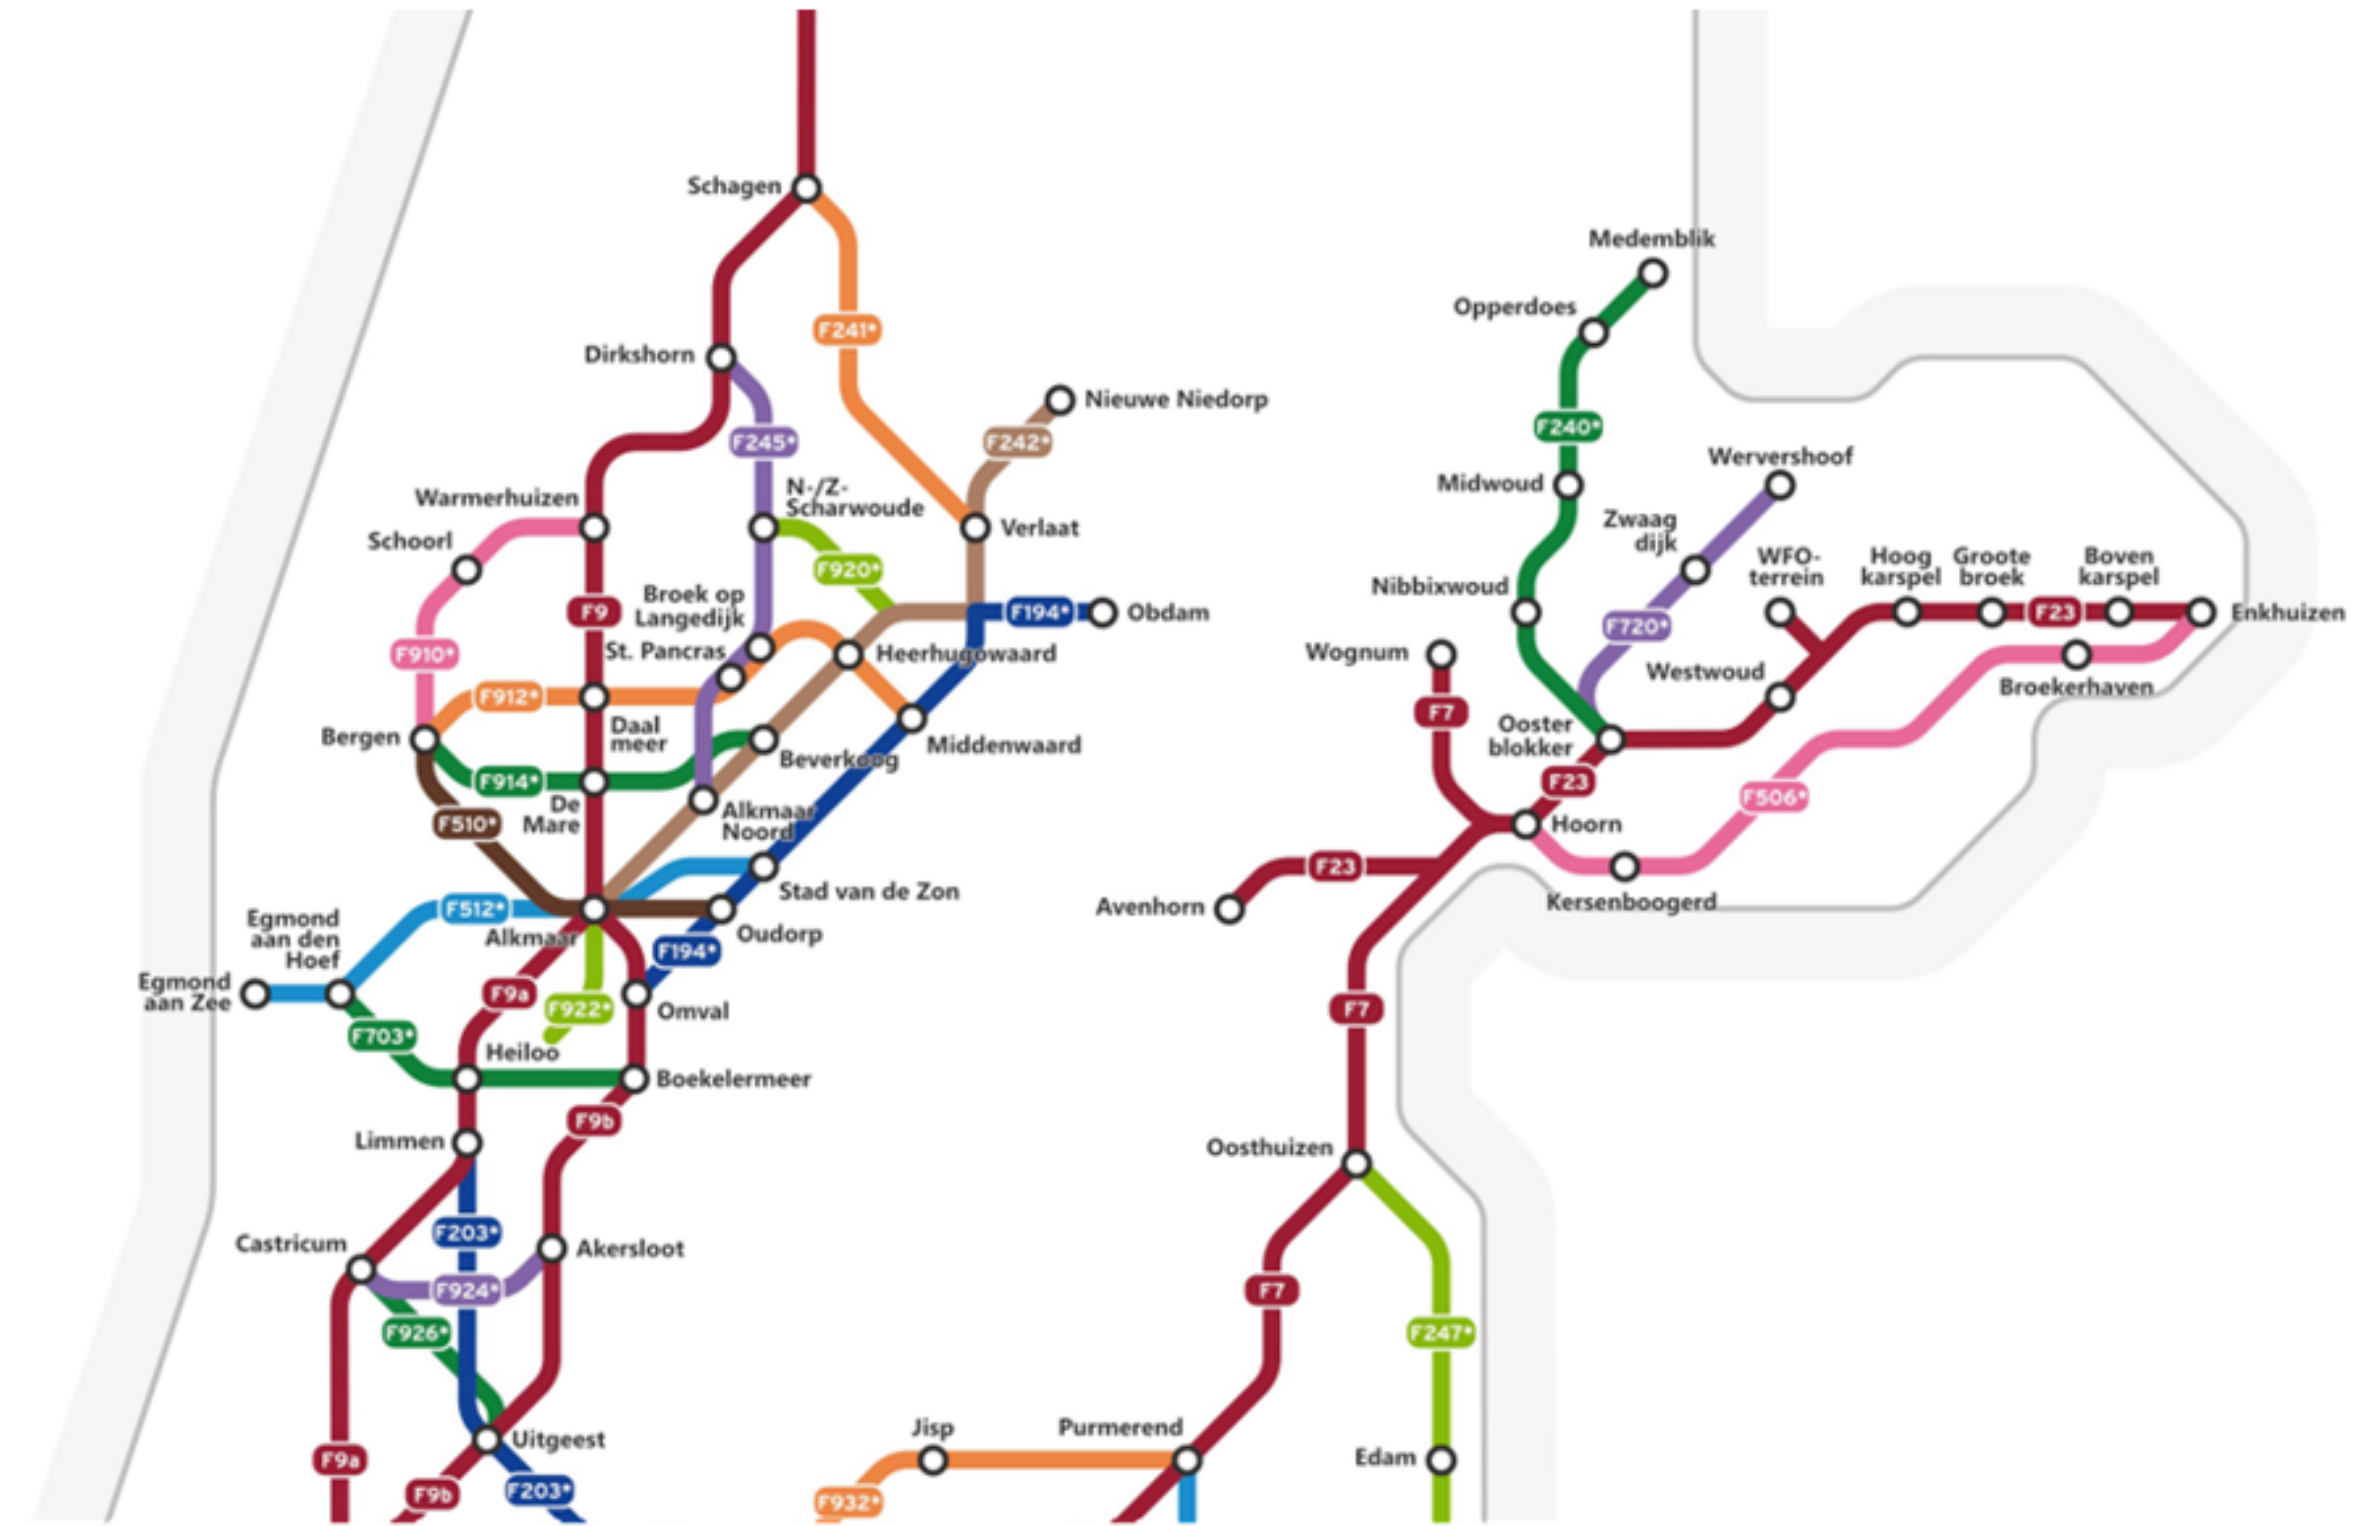 Schagen
Medemblik
Opperdoes
F241*
Dirkshorn
Nieuwe Niedorp
F240*
F245*
F242*
Wervershoof
Midwoud
N-/Z-
Scharwoude
Warmerhuizen
Zwaag
dijk
Verlaat
Schoorl
WFO-
terrein
Hoog
karspel
Groote
broek
Boven
karspel
F920*
Nibbixwoud
Broek op
Langedijk
F9
F194*
Obdam
F23
Enkhuizen
F720*
St. Pancras
F910*
Heerhugowaard
Wognum
Westwoud
Broekerhaven
F912*
F7
Daal
meer
Bergen
Ooster
blokker
Middenwaard
Beverkoog
F914*
F23
F506*
De
Mare
Alkmaar
Noord
F510*
Hoorn
F23
Stad van de Zon
Kersenboogerd
Avenhorn
F512*
Egmond
aan den
Hoef
Alkmaar
Oudorp
F194*
Egmond
aan Zee
F9a
F922*
Omval
F7
F703*
Heiloo
Boekelermeer
F9b
Limmen
Oosthuizen
F203*
Castricum
Akersloot
F924*
F7
F926*
F247*
Jisp
Purmerend
Uitgeest
Edam
F9a
F9b
F203*
F932*